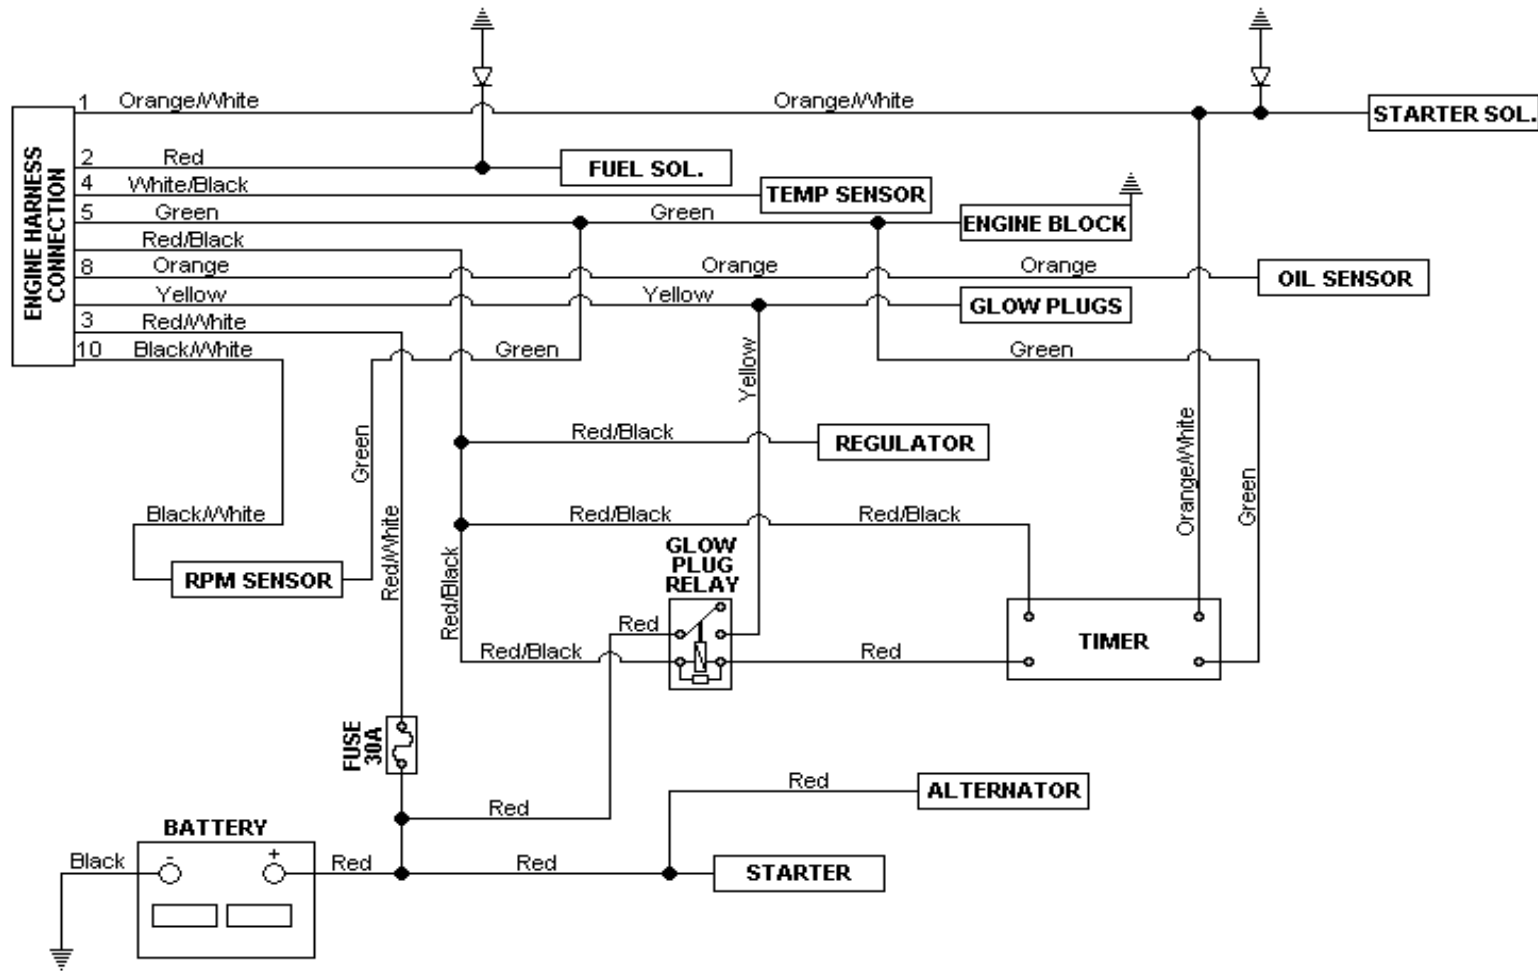 1 Orange/White Orange/White
STARTER SOL.
2 Red
FUEL SOL.
4 White/Black
TEMP SENSOR
5 Green Green
ENGINE BLOCK
ENGINE HARNESS
CONNECTION
Red/Black
8 Orange Orange Orange
OIL SENSOR
Yellow Yellow
GLOW PLUGS
3 Red/White
10 Black/White Green Green
Yellow
Red/Black
REGULATOR
Green
Orange/White
Green
Black/White
Red/White
Red/Black Red/Black
GLOW
PLUG
RELAY
RPM SENSOR
Red/Black
Red
Red/Black
Red
TIMER
FUSE
30A
Red
Red
ALTERNATOR
BATTERY
Black
- +
Red
Red
STARTER